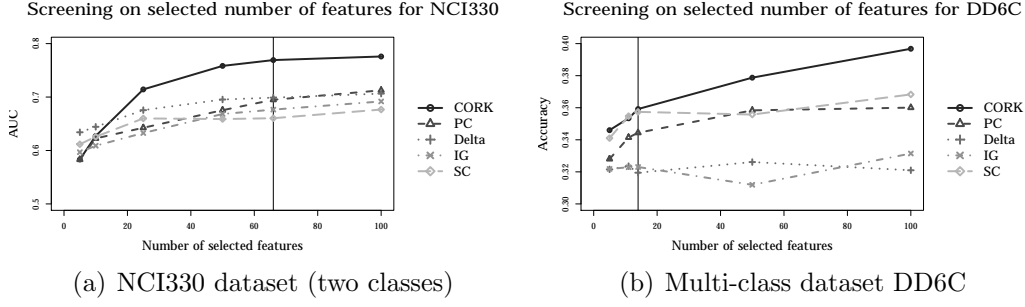 Screening on selected number of features for NCI330
AUC
0.5 0.6 0.7 0.8
0 20 40 60 80 100
Number of selected features
CORK
PC
Delta
IG
SC
(a) NCI330 dataset (two classes)
Screening on selected number of features for DD6C
Accuracy
0.30 0.32 0.34 0.36 0.38 0.40
0 20 40 60 80 100
Number of selected features
CORK
PC
Delta
IG
SC
(b) Multi-class dataset DD6C